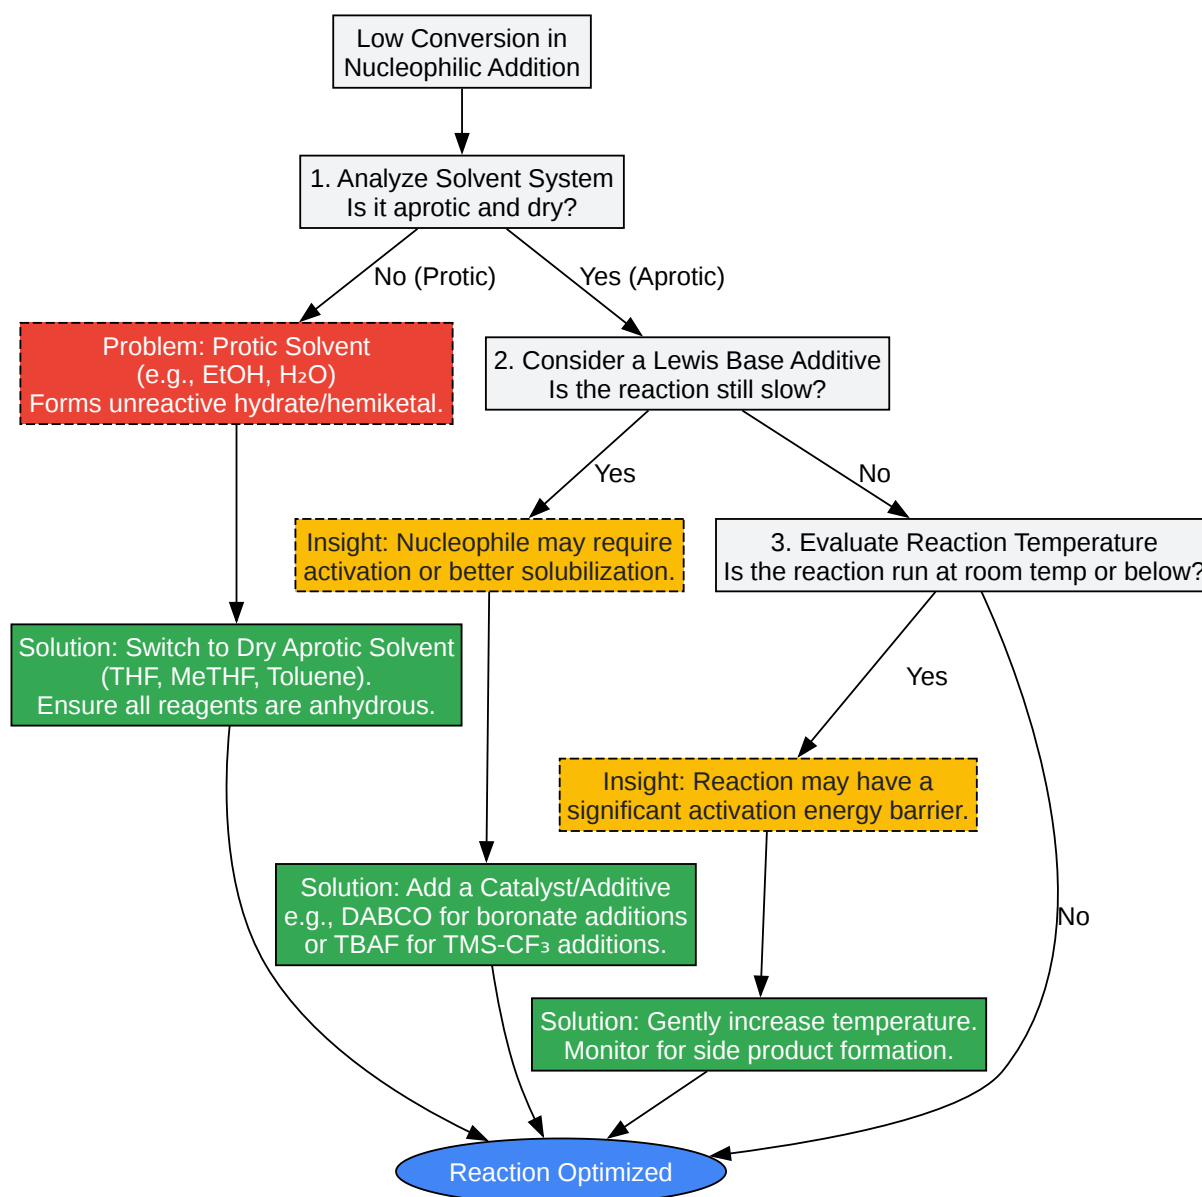 Low Conversion in
Nucleophilic Addition
1. Analyze Solvent System
Is it aprotic and dry?
No (Protic)
Yes (Aprotic)
Problem: Protic Solvent
(e.g., EtOH, H₂O)
Forms unreactive hydrate/hemiketal.
2. Consider a Lewis Base Additive
Is the reaction still slow?
Yes
No
Insight: Nucleophile may require
activation or better solubilization.
3. Evaluate Reaction Temperature
Is the reaction run at room temp or below?
Solution: Switch to Dry Aprotic Solvent
(THF, MeTHF, Toluene).
Ensure all reagents are anhydrous.
Yes
Insight: Reaction may have a
significant activation energy barrier.
Solution: Add a Catalyst/Additive
e.g., DABCO for boronate additions
or TBAF for TMS-CF₃ additions.
No
Solution: Gently increase temperature.
Monitor for side product formation.
Reaction Optimized